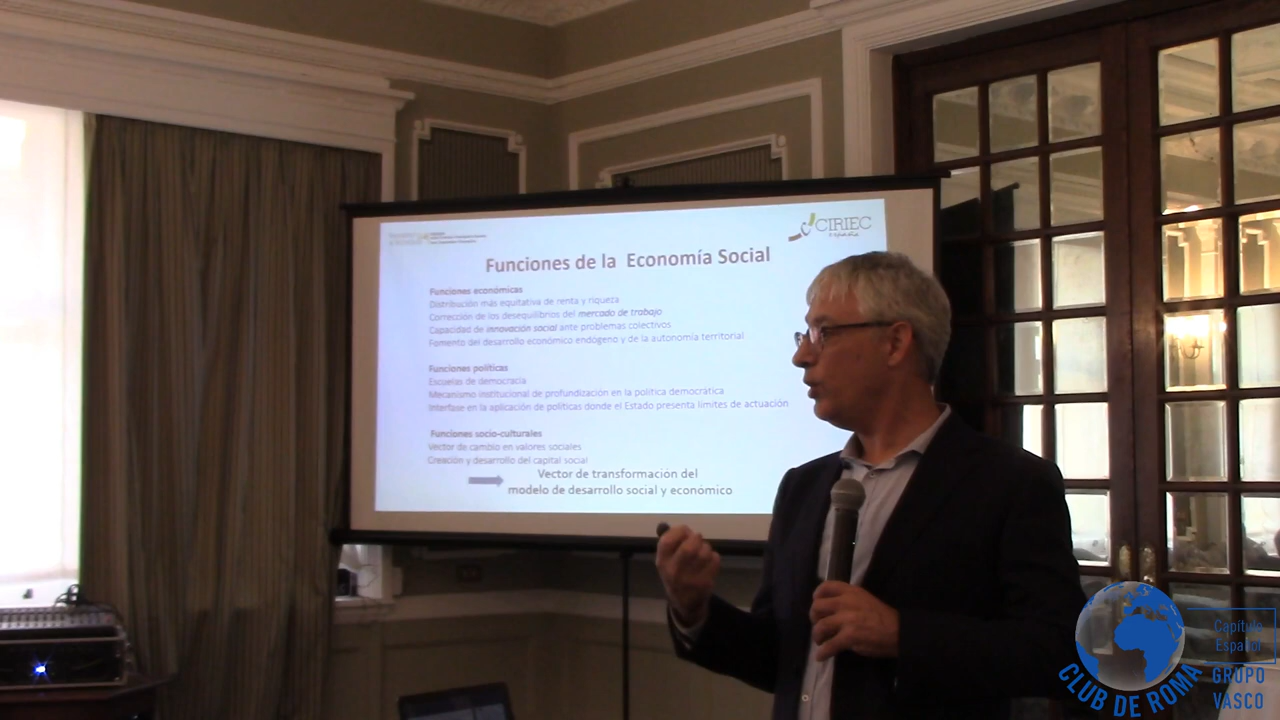 CIRIEC
Funciones de la Economía Social
Funciones económicas
Distribución más equitativa de renta y riqueza
Corrección de los desequilibrios del mercado de trabajo
Capacidad de innovación social ante problemas colectivos
Fomento del desarrollo económico endógeno y de la autonomía territorial
Funciones políticas
Escuelas de democracia
Mecanismo institucional de profundización en la política democrática
Interfase en la aplicación de políticas donde el Estado presenta límites de actuación
Funciones socio-culturales
Vector de cambio en valores sociales
Creación y desarrollo del capital social
Vector de transformación del
modelo de desarrollo social y económico
CLUB DE ROMA
Capítulo
Español
GRUPO
VASCO